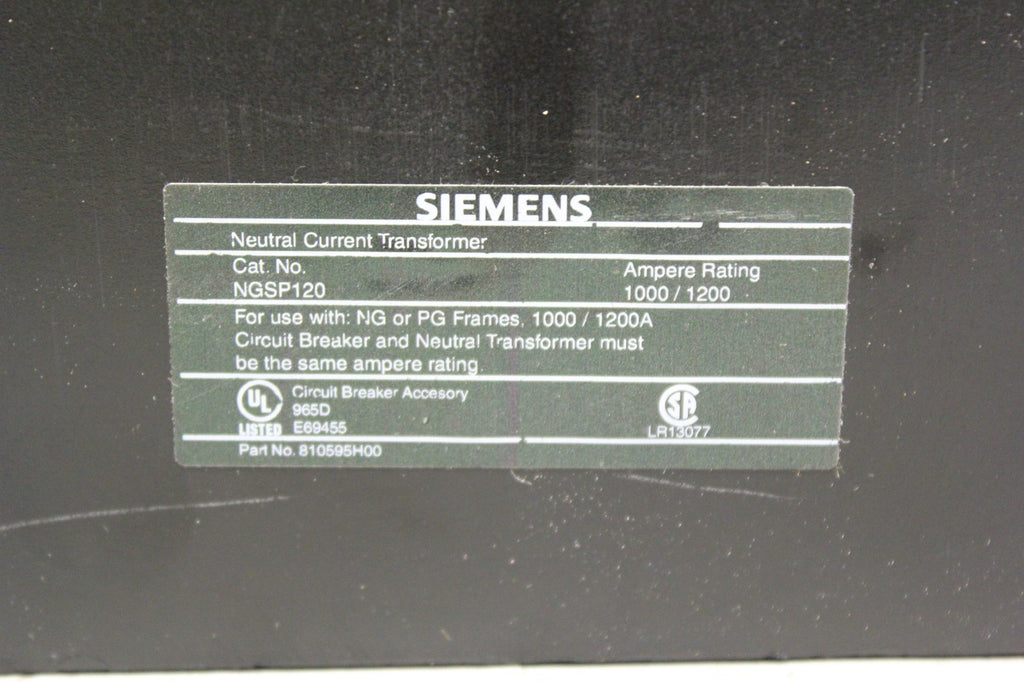 SIEMENS
Neutral Current Transformer
Cat. No.
Ampere Rating
NGSP120
1000 / 1200
For use with: NG or PG Frames, 1000 / 1200A
Circuit Breaker and Neutral Transformer must
be the same ampere rating.
UL
LISTED
Circuit Breaker Accesory
965D
E69455
SA
LR13077
Part No. 810595H00